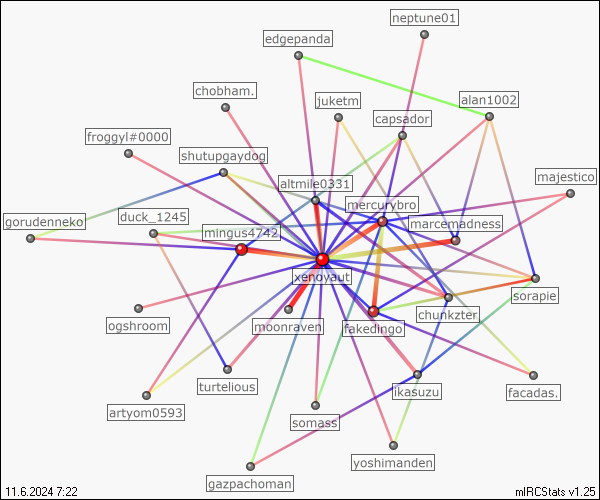 neptune01
edgepanda
chobham.
juketm
alan1002
capsador
froggyl#0000
shutupgaydog
altmile0331
majestico
mercurybro
gorudenneko
duck_1245
marcemadness
mingus4742
xenovaut
sorapie
ogshroom
moonraven
fakedingo
chunkzter
turtelious
ikasuzu
facadas.
artyom0593
somass
yoshimanden
gazpachoman
11.6.2024 7:22
mIRCStats v1.25